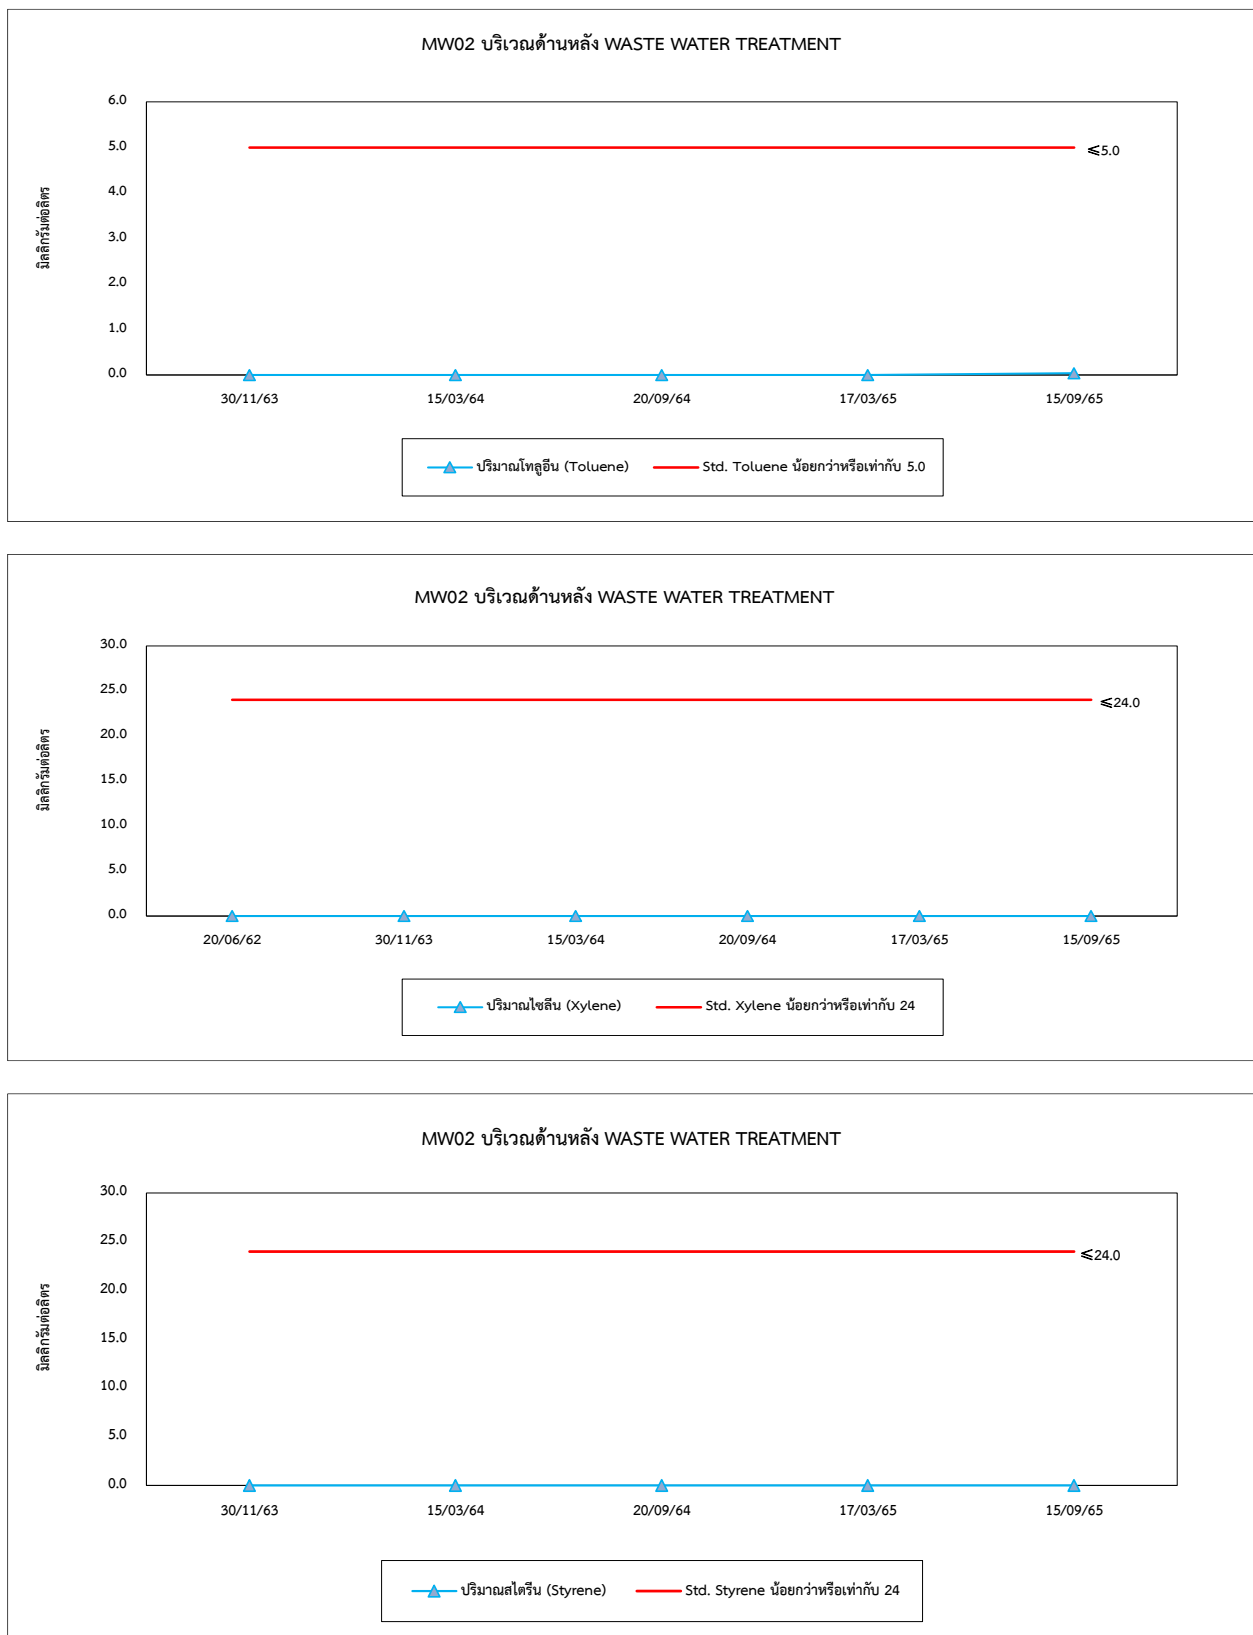 MW02 บริเวณด้านหลัง WASTE WATER TREATMENT
6.0
5.0
4.0
3.0
2.0
1.0
0.0
มิลลิกรัมต่อลิตร
⩽5.0
30/11/63 15/03/64 20/09/64 17/03/65 15/09/65
ปริมาณโทลูอีน (Toluene) Std. Toluene น้อยกว่าหรือเท่ากับ 5.0
MW02 บริเวณด้านหลัง WASTE WATER TREATMENT
30.0
25.0
20.0
15.0
10.0
5.0
0.0
มิลลิกรัมต่อลิตร
⩽24.0
20/06/62 30/11/63 15/03/64 20/09/64 17/03/65 15/09/65
ปริมาณไซลีน (Xylene) Std. Xylene น้อยกว่าหรือเท่ากับ 24
MW02 บริเวณด้านหลัง WASTE WATER TREATMENT
30.0
25.0
20.0
15.0
10.0
5.0
0.0
มิลลิกรัมต่อลิตร
⩽24.0
30/11/63 15/03/64 20/09/64 17/03/65 15/09/65
ปริมาณสไตรีน (Styrene) Std. Styrene น้อยกว่าหรือเท่ากับ 24